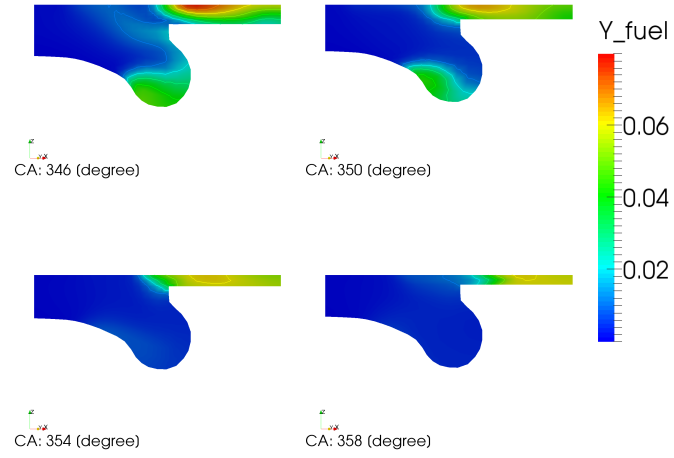 Y_fuel
0.06
0.04
0.02
Z
Y X
CA: 346 (degree)
Z
Y X
CA: 350 (degree)
Z
Y X
CA: 354 (degree)
Z
Y X
CA: 358 (degree)